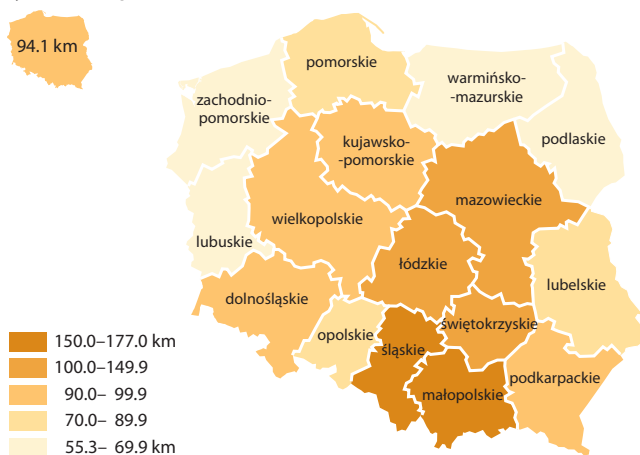 94.1 km
pomorskie
warmińsko-
-mazurskie
zachodnio-
pomorskie
podlaskie
kujawsko-
-pomorskie
mazowieckie
wielkopolskie
lubuskie
łódzkie
lubelskie
dolnośląskie
opolskie
świętokrzyskie
śląskie
podkarpackie
małopolskie
150.0–177.0 km
100.0–149.9
90.0– 99.9
70.0– 89.9
55.3– 69.9 km